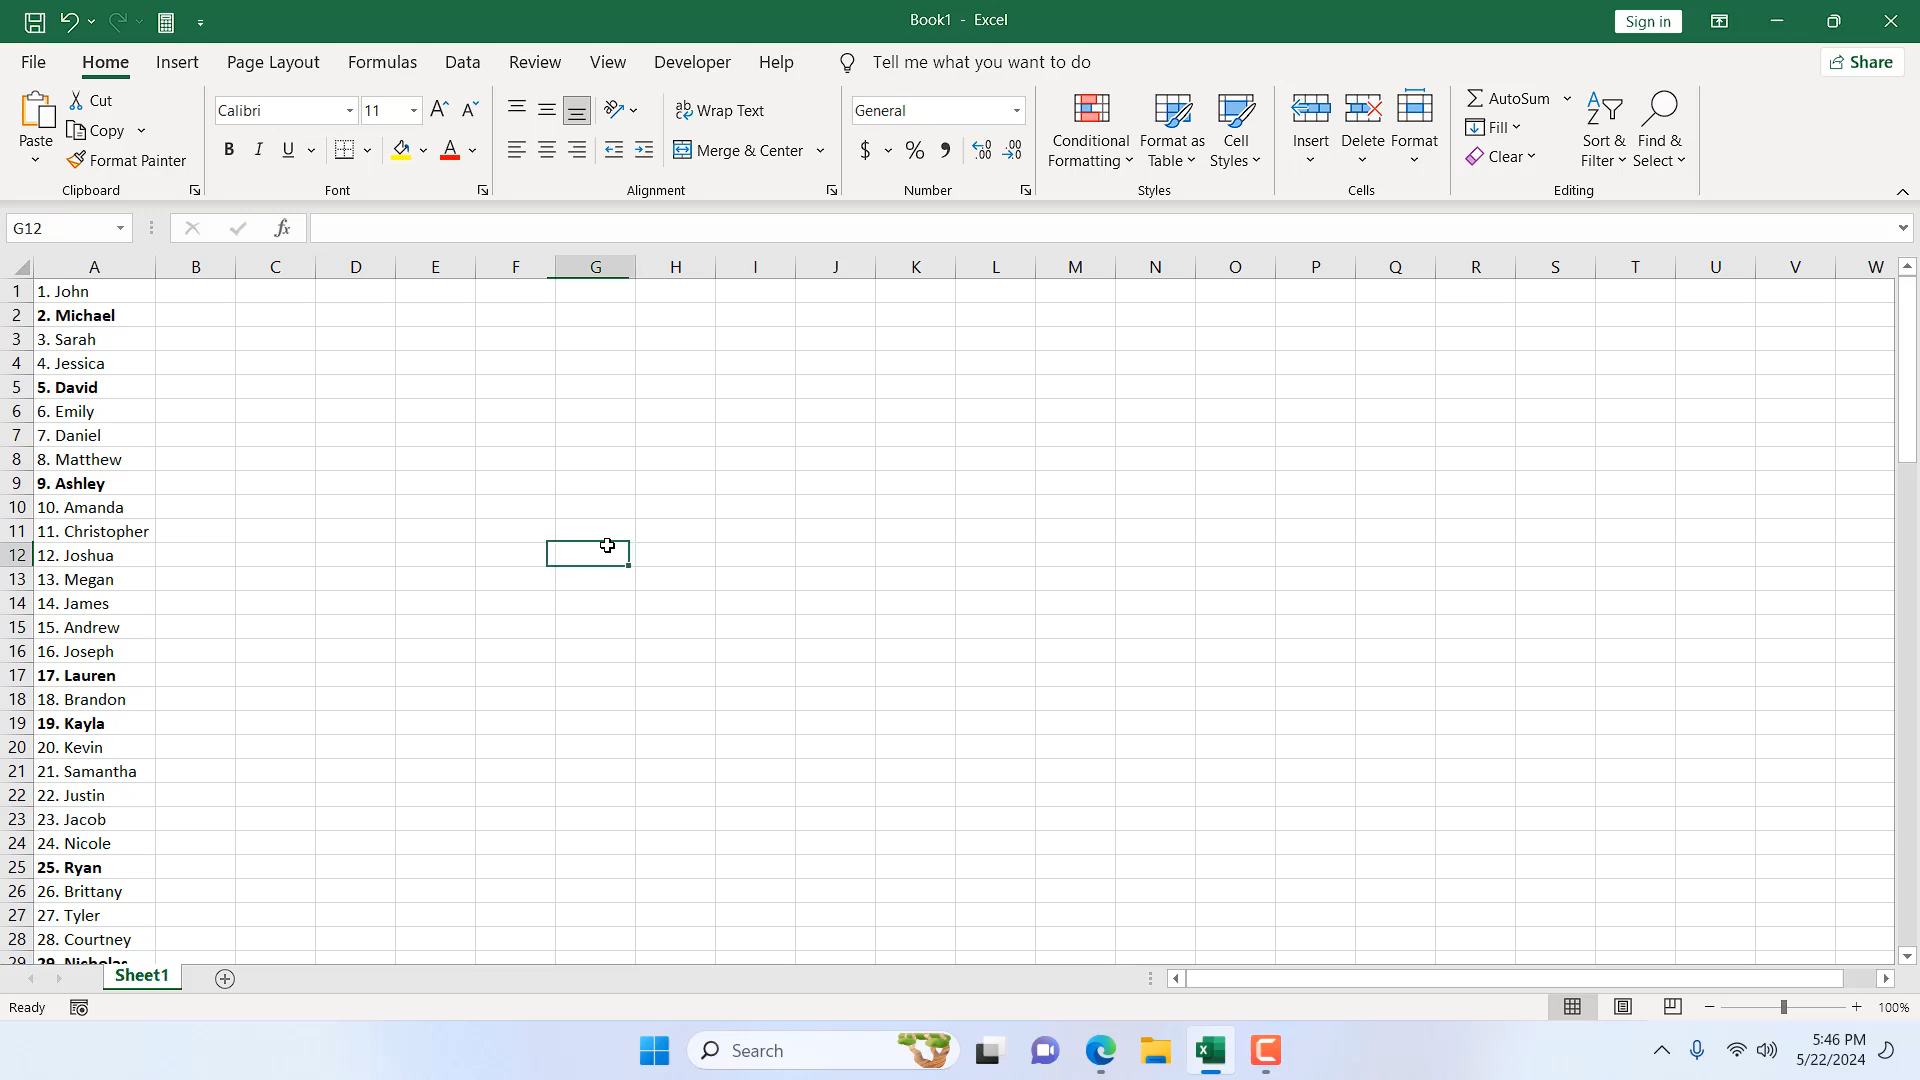 Book1 - Excel
Sign in
File Home Insert Page Layout Formulas Data Review View Developer Help Tell me what you want to do Share
Paste
Cut
Copy
Format Painter
Clipboard
Calibri 11
B I U A
Font
Wrap Text
Merge & Center
Alignment
General
$ % ,
Number
Conditional Formatting
Format as Table
Cell Styles
Styles
Insert Delete Format
Cells
AutoSum
Fill
Clear
Sort & Filter
Find & Select
Editing
G12 fx
A B C D E F G H I J K L M N O P Q R S T U V W
1 1. John
2 2. Michael
3 3. Sarah
4 4. Jessica
5 5. David
6 6. Emily
7 7. Daniel
8 8. Matthew
9 9. Ashley
10 10. Amanda
11 11. Christopher
12 12. Joshua
13 13. Megan
14 14. James
15 15. Andrew
16 16. Joseph
17 17. Lauren
18 18. Brandon
19 19. Kayla
20 20. Kevin
21 21. Samantha
22 22. Justin
23 23. Jacob
24 24. Nicole
25 25. Ryan
26 26. Brittany
27 27. Tyler
28 28. Courtney
29 29. Nicholas
Sheet1
Ready 100%
Search
5:46 PM
5/22/2024